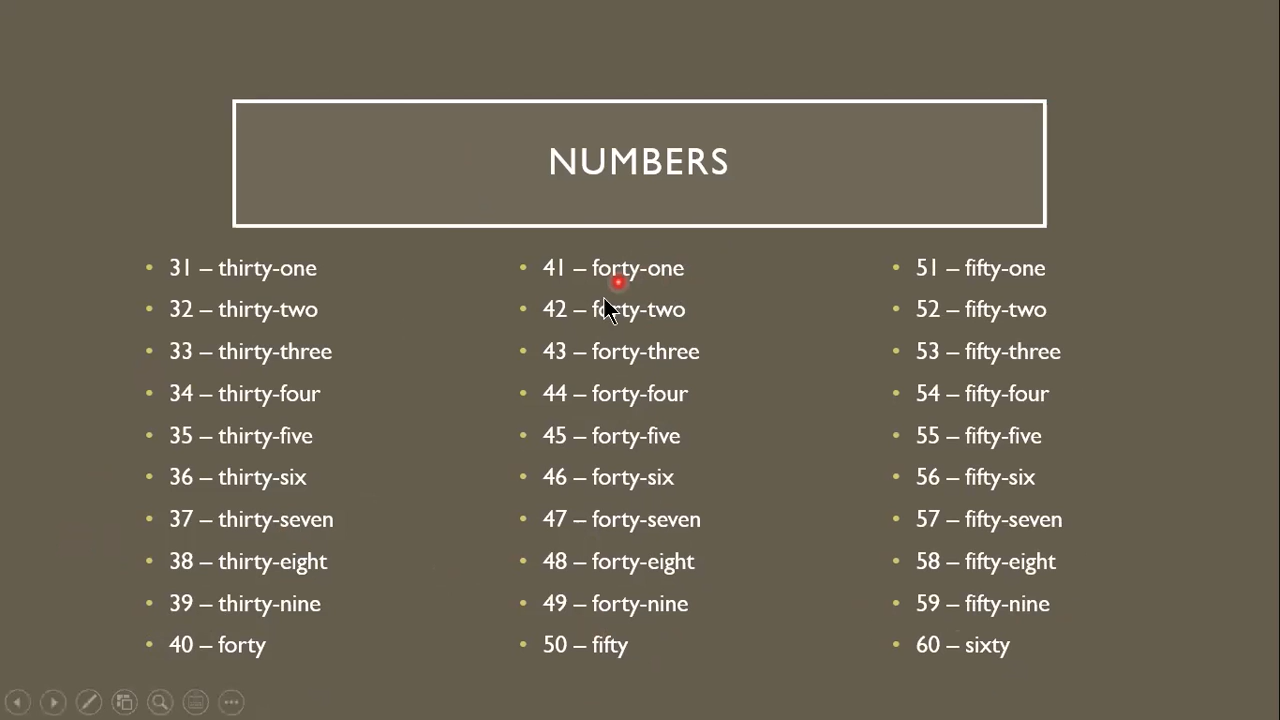 NUMBERS
• 31 – thirty-one
• 32 – thirty-two
• 33 – thirty-three
• 34 – thirty-four
• 35 – thirty-five
• 36 – thirty-six
• 37 – thirty-seven
• 38 – thirty-eight
• 39 – thirty-nine
• 40 – forty
• 41 – forty-one
• 42 – forty-two
• 43 – forty-three
• 44 – forty-four
• 45 – forty-five
• 46 – forty-six
• 47 – forty-seven
• 48 – forty-eight
• 49 – forty-nine
• 50 – fifty
• 51 – fifty-one
• 52 – fifty-two
• 53 – fifty-three
• 54 – fifty-four
• 55 – fifty-five
• 56 – fifty-six
• 57 – fifty-seven
• 58 – fifty-eight
• 59 – fifty-nine
• 60 – sixty